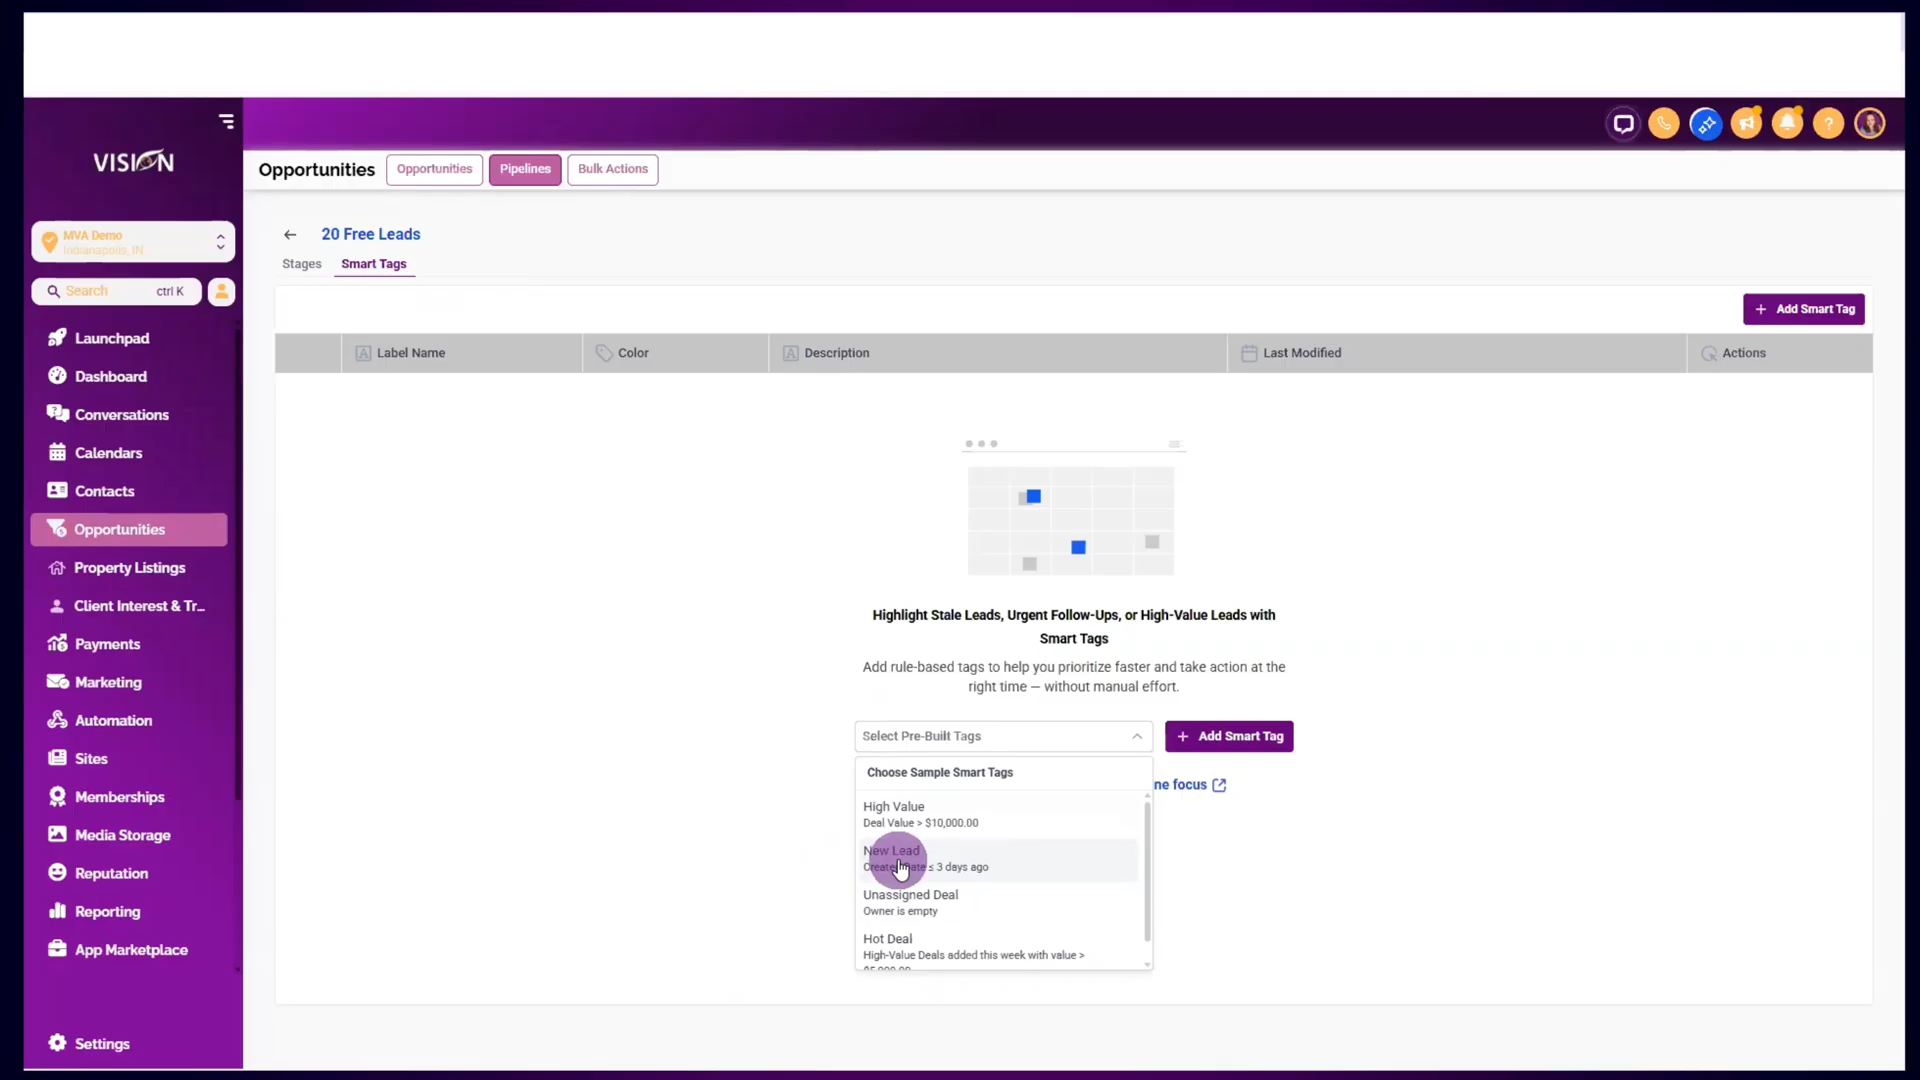 VISION
MVA Demo
Indianapolis, IN
Search ctrl K
Launchpad
Dashboard
Conversations
Calendars
Contacts
Opportunities
Property Listings
Client Interest & Tr...
Payments
Marketing
Automation
Sites
Memberships
Media Storage
Reputation
Reporting
App Marketplace
Settings
Opportunities Opportunities Pipelines Bulk Actions
20 Free Leads
Stages Smart Tags
Add Smart Tag
Label Name Color Description Last Modified Actions
Highlight Stale Leads, Urgent Follow-Ups, or High-Value Leads with
Smart Tags
Add rule-based tags to help you prioritize faster and take action at the
right time — without manual effort.
Select Pre-Built Tags Add Smart Tag
Choose Sample Smart Tags
ne focus
High Value
Deal Value > $10,000.00
New Lead
Created Date ≤ 3 days ago
Unassigned Deal
Owner is empty
Hot Deal
High-Value Deals added this week with value >
$5,000.00